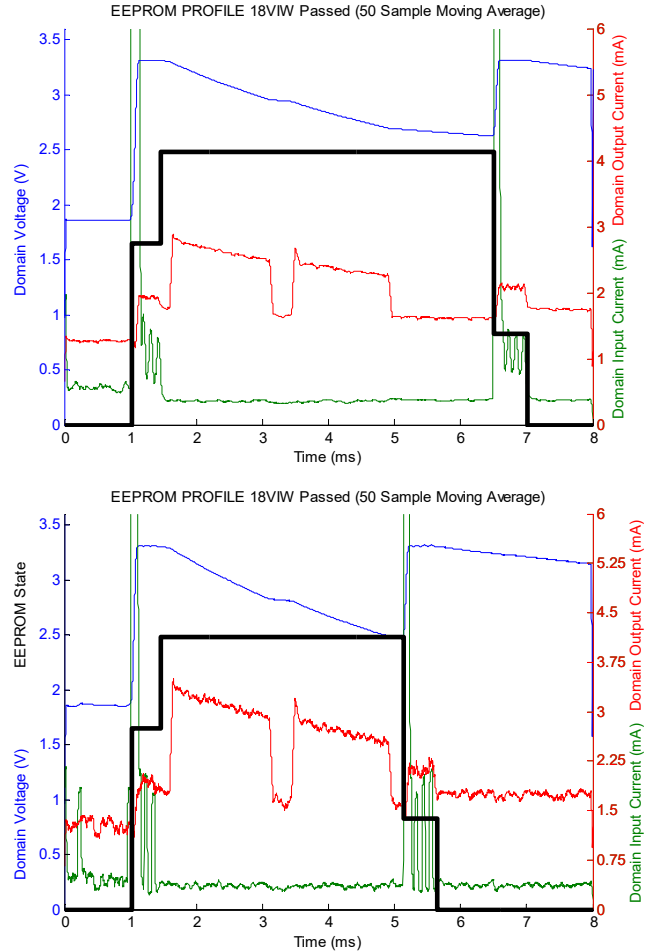 EEPROM PROFILE 18VIW Passed (50 Sample Moving Average)
3.5
3
2.5
2
1.5
1
0.5
0
Domain Voltage (V)
6
5
4
3
2
1
0
Domain Output Current (mA)
Domain Input Current (mA)
0 1 2 3 4 5 6 7 8
Time (ms)
EEPROM PROFILE 18VIW Passed (50 Sample Moving Average)
3.5
3
2.5
2
1.5
1
0.5
0
EEPROM State
Domain Voltage (V)
6
5.25
4.5
3.75
3
2.25
1.5
0.75
0
Domain Output Current (mA)
Domain Input Current (mA)
0 1 2 3 4 5 6 7 8
Time (ms)